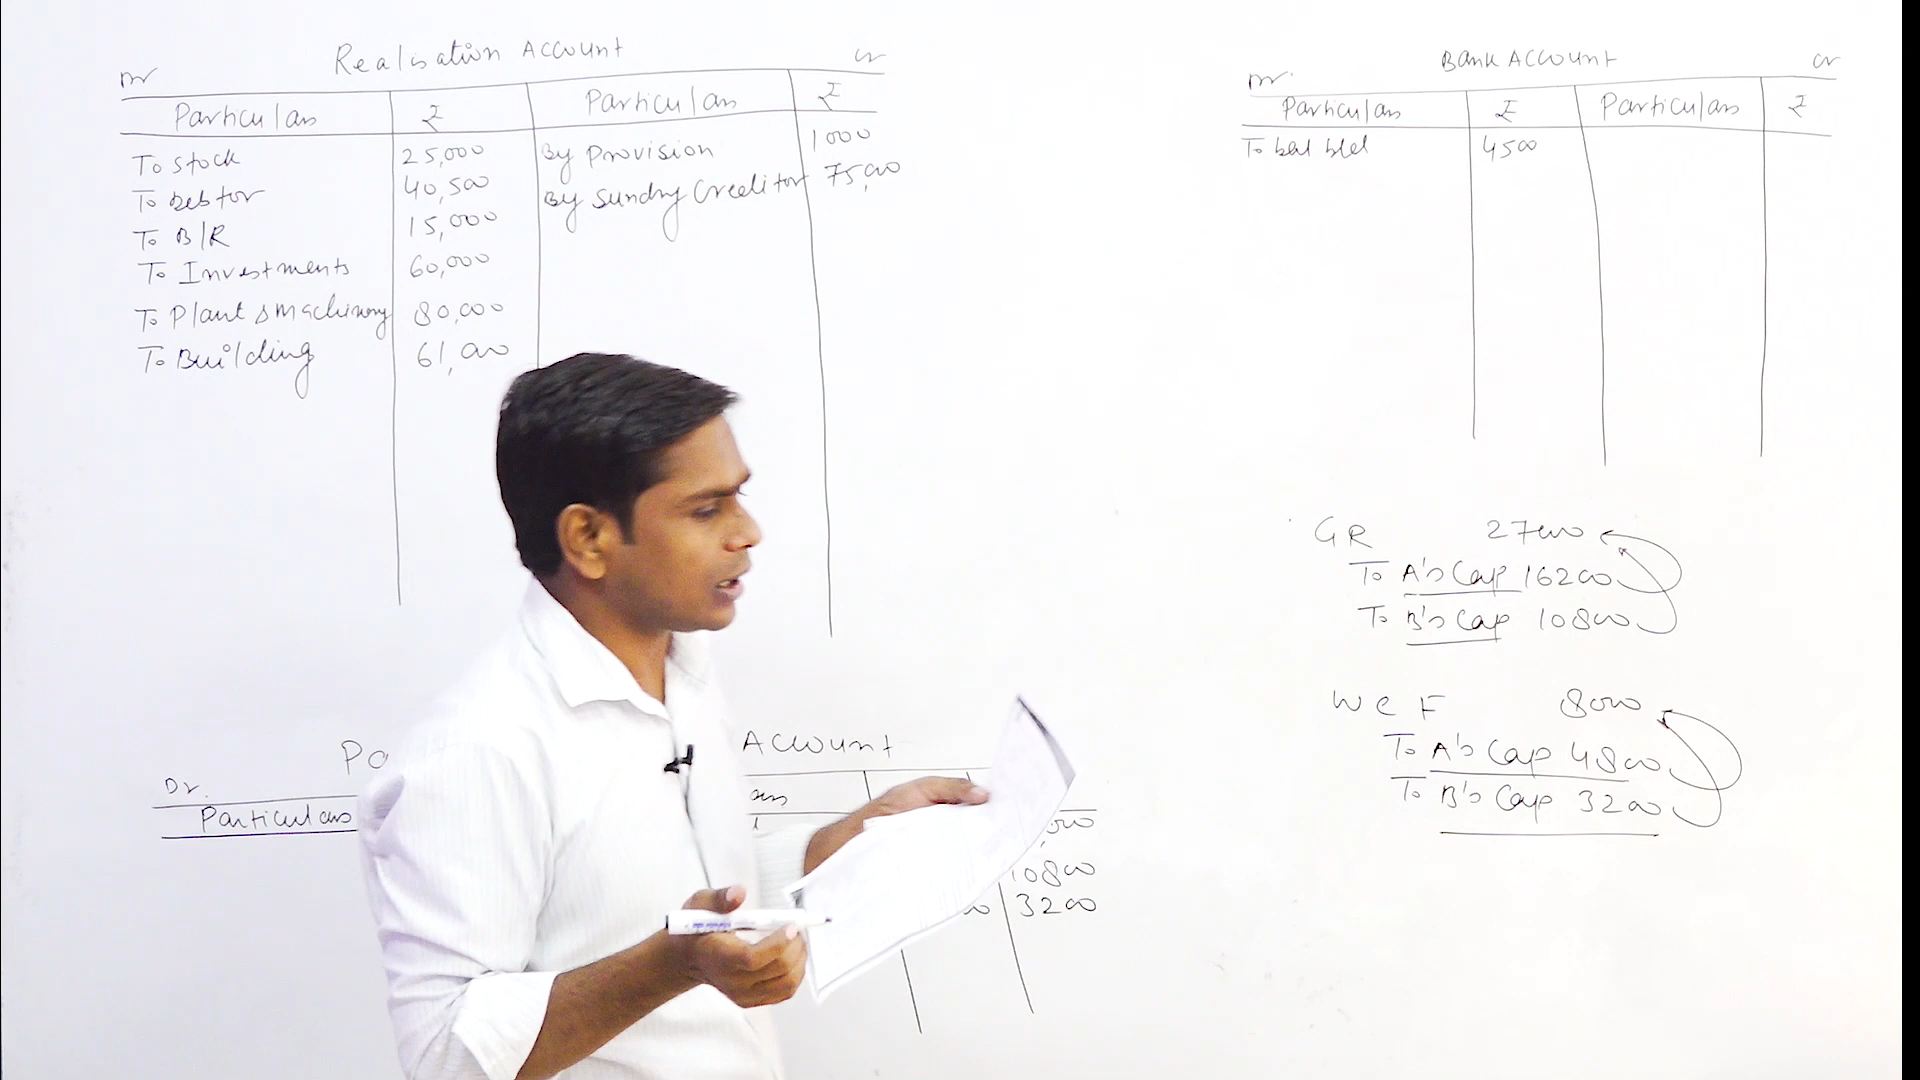 Realisation Account
Dr Cr
Particulars ₹ Particulars ₹
To Stock 25,000 By Provision 1000
To Debtor 40,500 By Sundry Creditor 75,000
To B/R 15,000
To Investments 60,000
To Plant & machinery 80,000
To Building 61,000
Bank Account
Dr. Cr
Particulars ₹ Particulars ₹
To bal b/d 4500
GR 27000
To A's Cap 16200
To B's Cap 10800
WCF 8000
To A's Cap 4800
To B's Cap 3200
Account
Dr.
Particulars
10800
3200